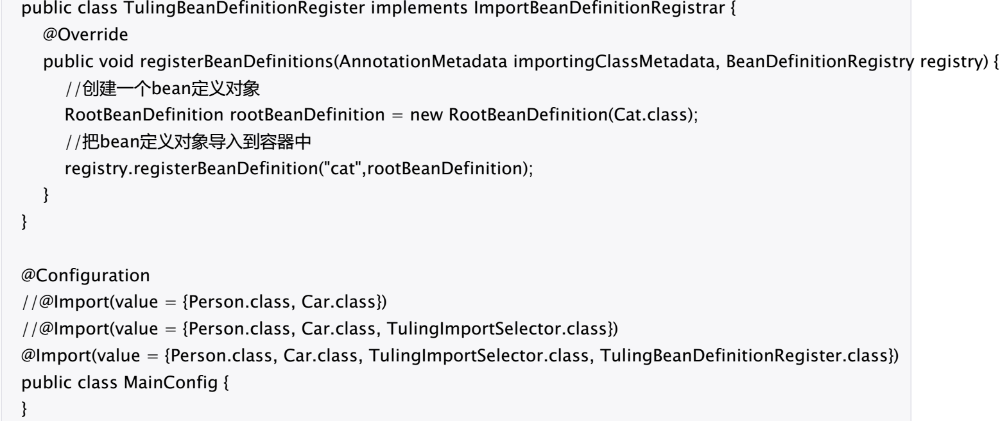 public class TulingBeanDefinitionRegister implements ImportBeanDefinitionRegistrar {
@Override
public void registerBeanDefinitions(AnnotationMetadata importingClassMetadata, BeanDefinitionRegistry registry) {
//创建一个bean定义对象
RootBeanDefinition rootBeanDefinition = new RootBeanDefinition(Cat.class);
//把bean定义对象导入到容器中
registry.registerBeanDefinition("cat",rootBeanDefinition);
}
}
@Configuration
//@Import(value = {Person.class, Car.class})
//@Import(value = {Person.class, Car.class, TulingImportSelector.class})
@Import(value = {Person.class, Car.class, TulingImportSelector.class, TulingBeanDefinitionRegister.class})
public class MainConfig {
}